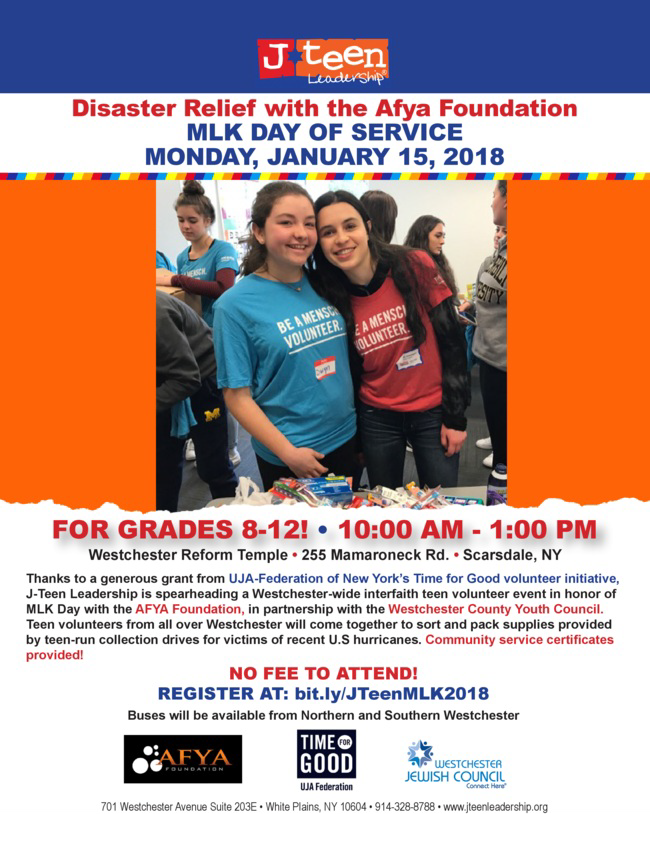 J★teen
Leadership®
Disaster Relief with the Afya Foundation
MLK DAY OF SERVICE
MONDAY, JANUARY 15, 2018
BE A MENSCH
VOLUNTEER.
BE A MENSCH
VOLUNTEER.
FOR GRADES 8-12! • 10:00 AM - 1:00 PM
Westchester Reform Temple • 255 Mamaroneck Rd. • Scarsdale, NY
Thanks to a generous grant from UJA-Federation of New York's Time for Good volunteer initiative,
J-Teen Leadership is spearheading a Westchester-wide interfaith teen volunteer event in honor of
MLK Day with the AFYA Foundation, in partnership with the Westchester County Youth Council.
Teen volunteers from all over Westchester will come together to sort and pack supplies provided
by teen-run collection drives for victims of recent U.S hurricanes. Community service certificates
provided!
NO FEE TO ATTEND!
REGISTER AT: bit.ly/JTeenMLK2018
Buses will be available from Northern and Southern Westchester
AFYA
FOUNDATION
TIME FOR
GOOD
UJA Federation
WESTCHESTER
JEWISH COUNCIL
Connect Here®
701 Westchester Avenue Suite 203E • White Plains, NY 10604 • 914-328-8788 • www.jteenleadership.org